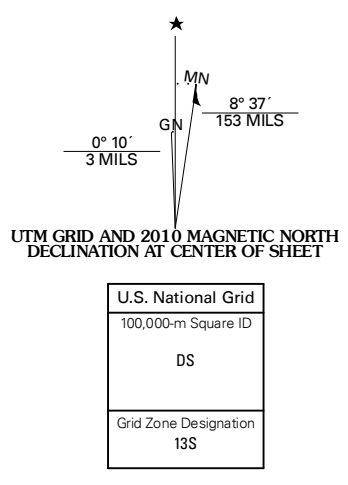 MN
GN
8° 37´
153 MILS
0° 10´
3 MILS
UTM GRID AND 2010 MAGNETIC NORTH
DECLINATION AT CENTER OF SHEET
U.S. National Grid
100,000-m Square ID
DS
Grid Zone Designation
13S